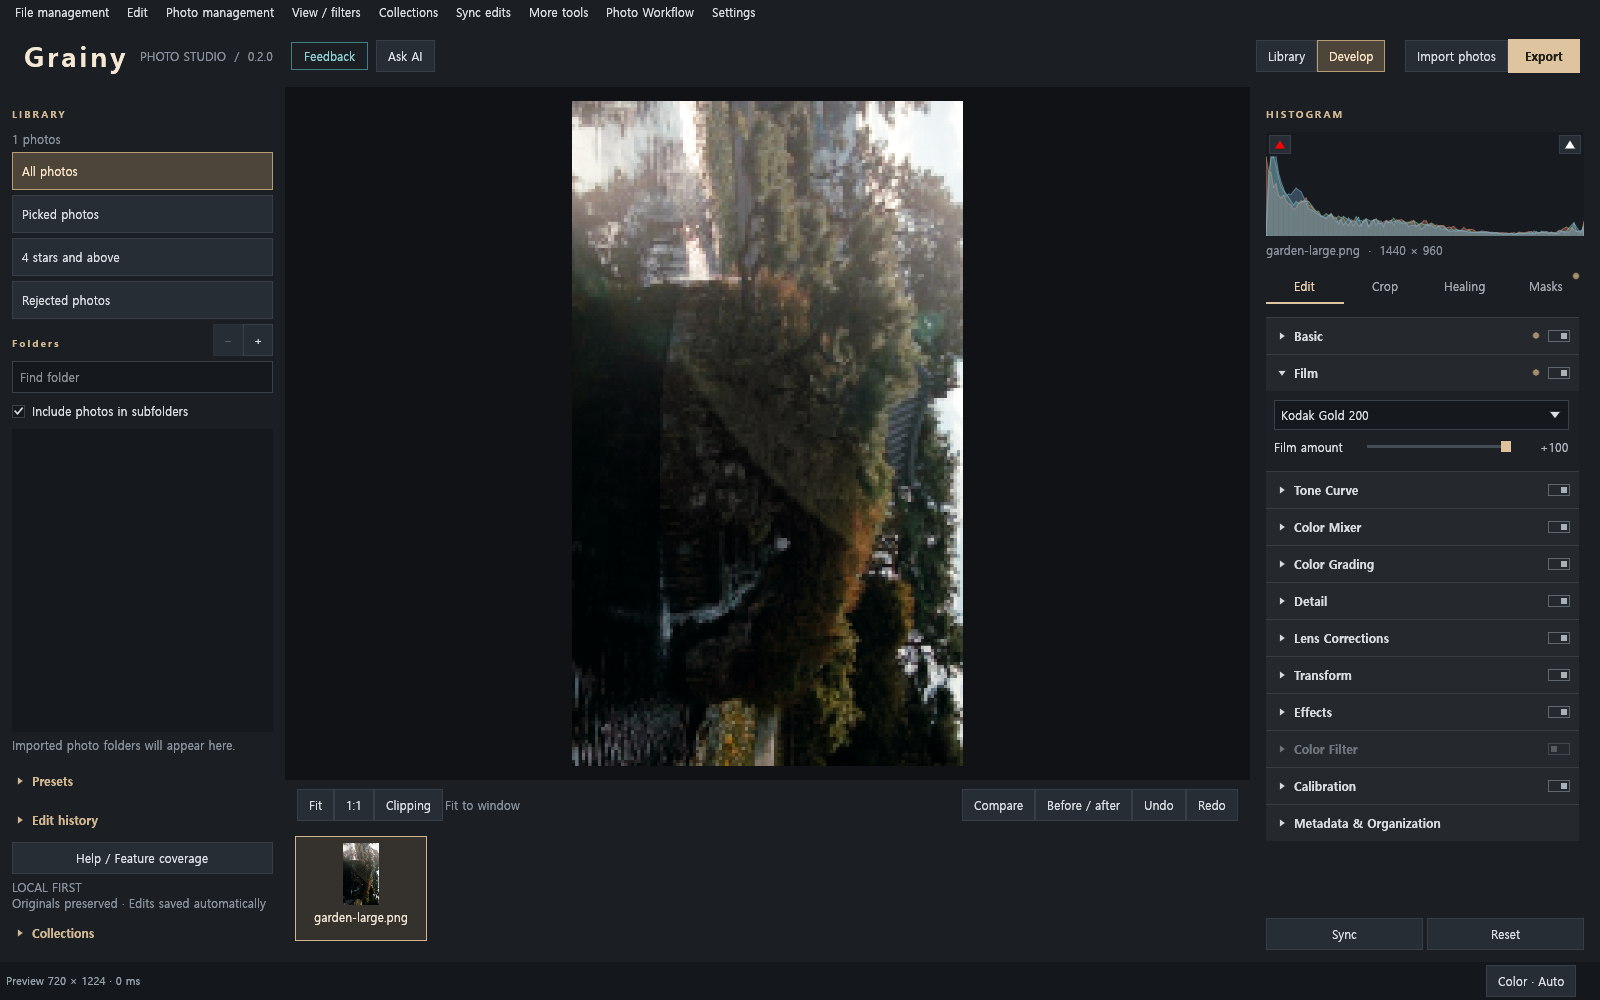 File management Edit Photo management View / filters Collections Sync edits More tools Photo Workflow Settings
Grainy PHOTO STUDIO / 0.2.0 Feedback Ask AI Library Develop Import photos Export
LIBRARY
1 photos
All photos
Picked photos
4 stars and above
Rejected photos
Folders − +
Find folder
Include photos in subfolders
Imported photo folders will appear here.
Presets
Edit history
Help / Feature coverage
LOCAL FIRST
Originals preserved · Edits saved automatically
Collections
Fit 1:1 Clipping Fit to window Compare Before / after Undo Redo
garden-large.png
HISTOGRAM
garden-large.png · 1440 × 960
Edit Crop Healing Masks
Basic
Film
Kodak Gold 200
Film amount +100
Tone Curve
Color Mixer
Color Grading
Detail
Lens Corrections
Transform
Effects
Color Filter
Calibration
Metadata & Organization
Sync Reset
Preview 720 × 1224 · 0 ms Color · Auto